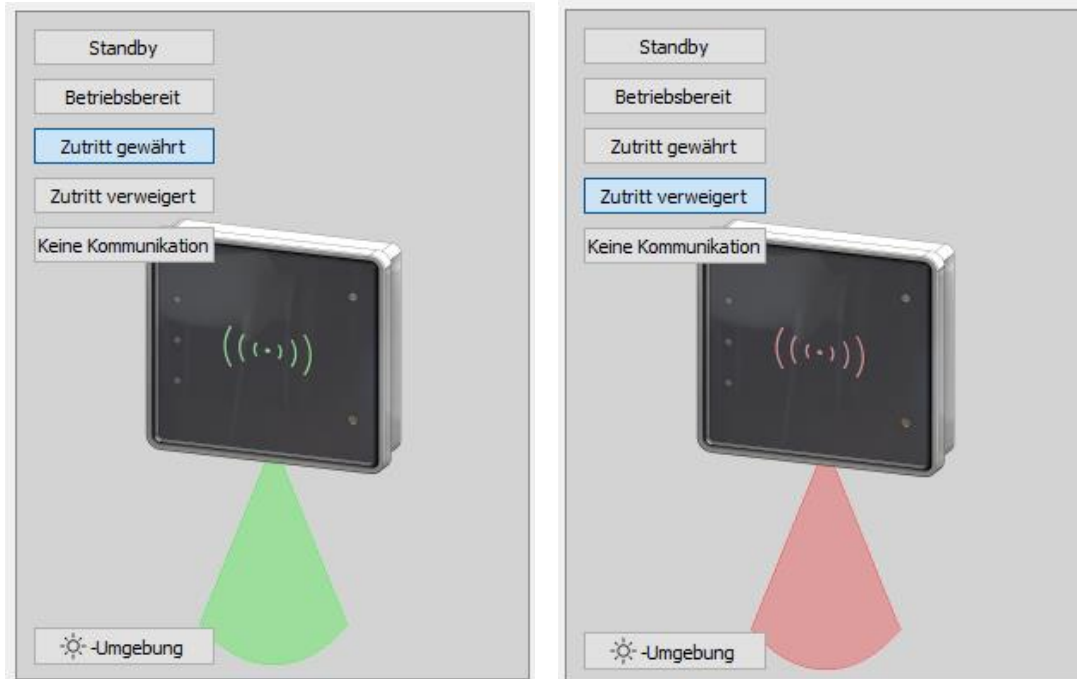 Standby
Betriebsbereit
Zutritt gewährt
Zutritt verweigert
Keine Kommunikation
-Umgebung
Standby
Betriebsbereit
Zutritt gewährt
Zutritt verweigert
Keine Kommunikation
-Umgebung